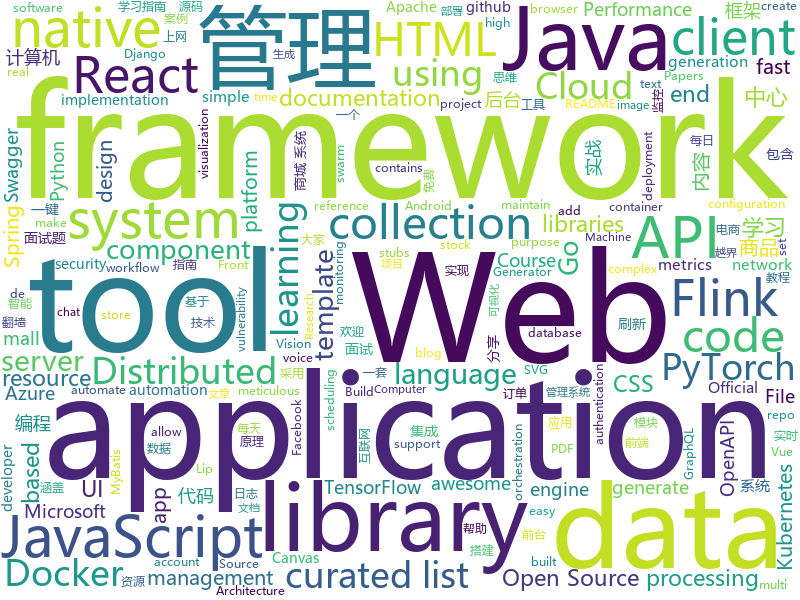 software 学习指南 源码
案例 native 管理 Java Apache 部署 github browser Performance create
上网 Django HTML React using high 框架 client
计算机 real 生成 Cloud generation fast
implementation simple documentation 后台 end Papers text 思维
framework
Swagger visualization design Python platform 商城 系统 time README image project 一个 工具 监控 实战 中心 内容 每日 包含
Spring 一键 面试题 system learning collection swarm contains 免费 libraries API 学习 deployment configuration
component template Android maintain container reference add
security workflow stubs purpose Course Go 商品 电商 set 越界
de 指南 Front tool monitoring 项目 Generator Machine metrics network complex 教程
智能 mall store 大家 实现 Web Flink 可视化
翻墙 chat 基于 Research vulnerability stock database
server 技术 欢迎 面试 blog 分享 刷新 code
resource Distributed voice Vision language SVG CSS PyTorch
Azure automate automation 采用 一套 管理系统 meticulous Build Computer 订单 Official File
编程 application data
developer based 每天 原理 文章 MyBatis UI 数据 模块 Facebook scheduling 互联网 allow support 集成 应用 PDF 前端 repo 实时 Vue authentication OpenAPI GraphQL Kubernetes
Microsoft app 代码 Lip 日志 文档 TensorFlow awesome generate 系统
JavaScript library engine orchestration easy 前台
Docker 资源 management 涵盖 account Source Architecture Canvas curated list 帮助 搭建 built Open Source processing multi